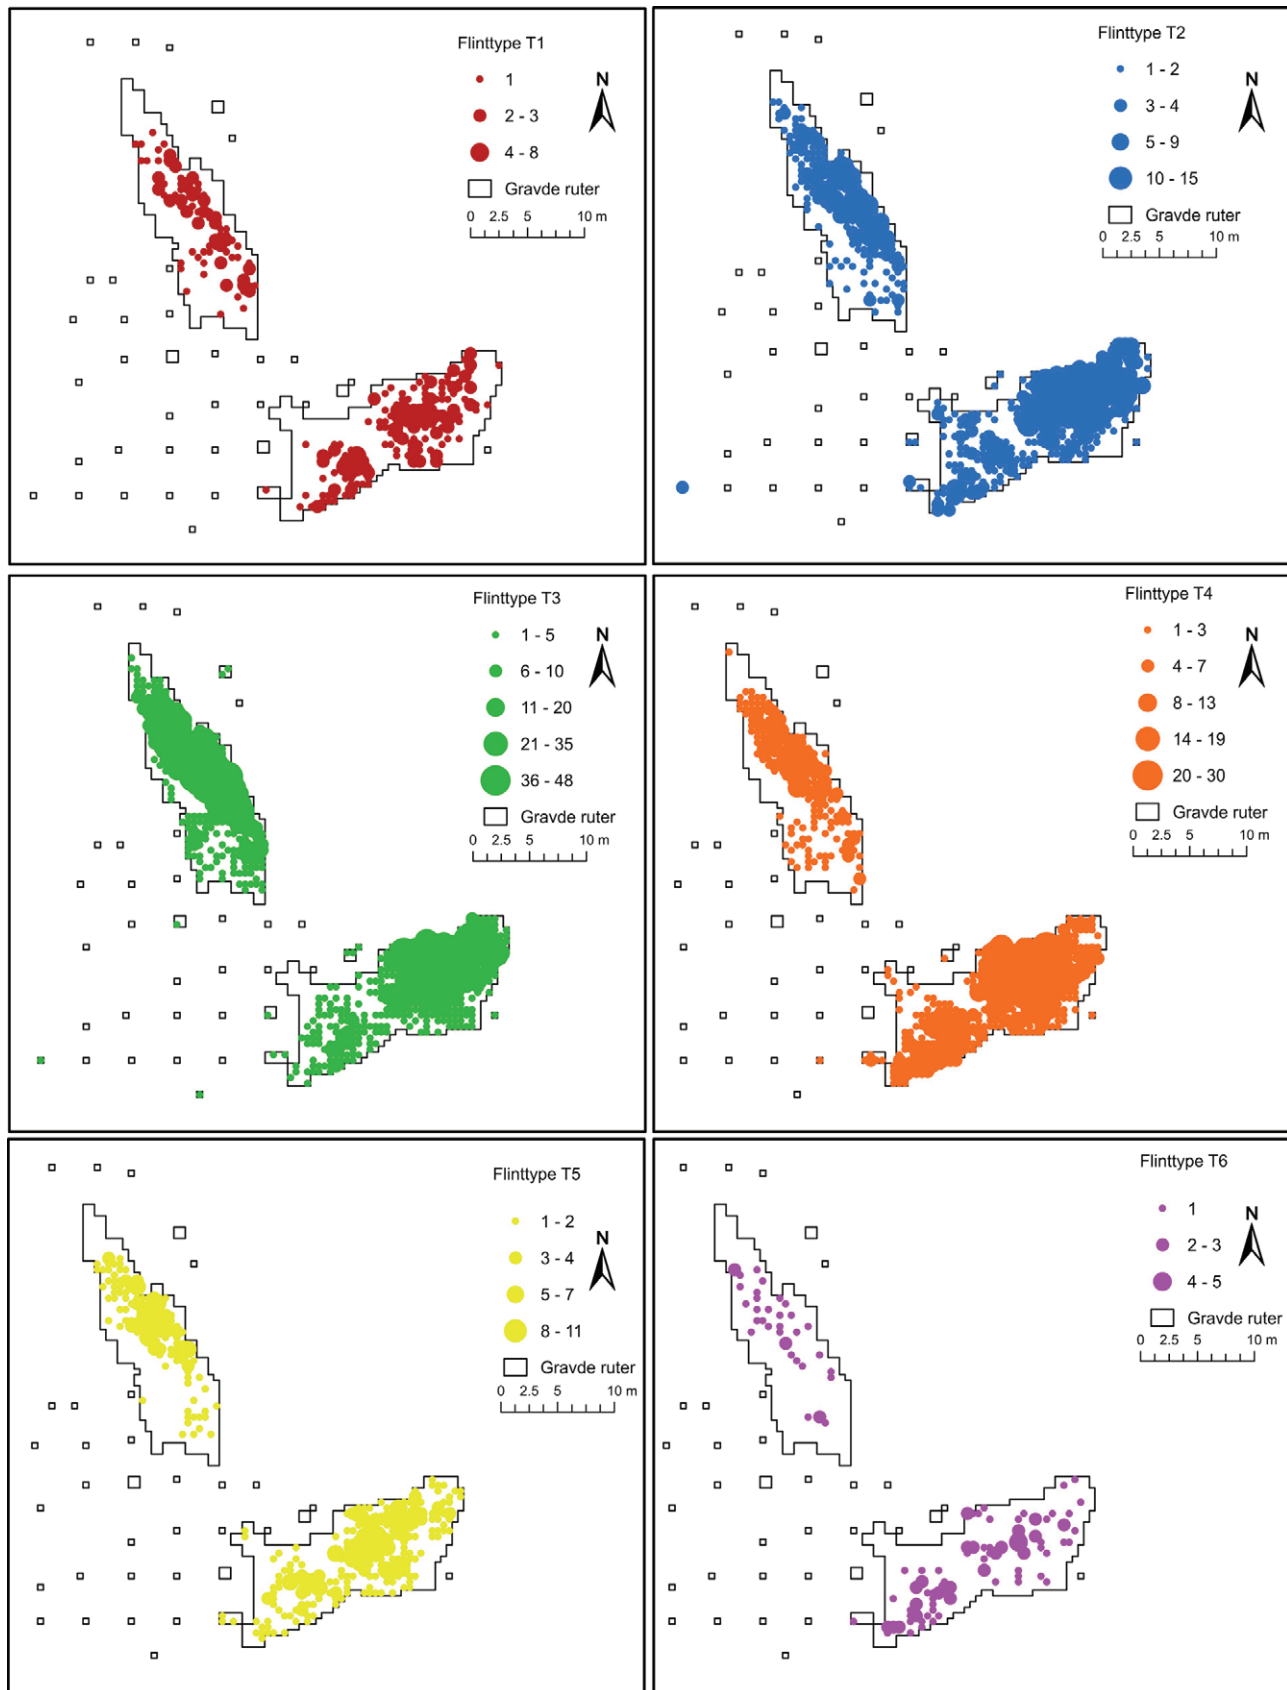 Flinttype T1
N
1
2 - 3
4 - 8
Gravde ruter
0 2.5 5 10 m
Flinttype T2
N
1 - 2
3 - 4
5 - 9
10 - 15
Gravde ruter
0 2.5 5 10 m
Flinttype T3
N
1 - 5
6 - 10
11 - 20
21 - 35
36 - 48
Gravde ruter
0 2.5 5 10 m
Flinttype T4
N
1 - 3
4 - 7
8 - 13
14 - 19
20 - 30
Gravde ruter
0 2.5 5 10 m
Flinttype T5
N
1 - 2
3 - 4
5 - 7
8 - 11
Gravde ruter
0 2.5 5 10 m
Flinttype T6
N
1
2 - 3
4 - 5
Gravde ruter
0 2.5 5 10 m